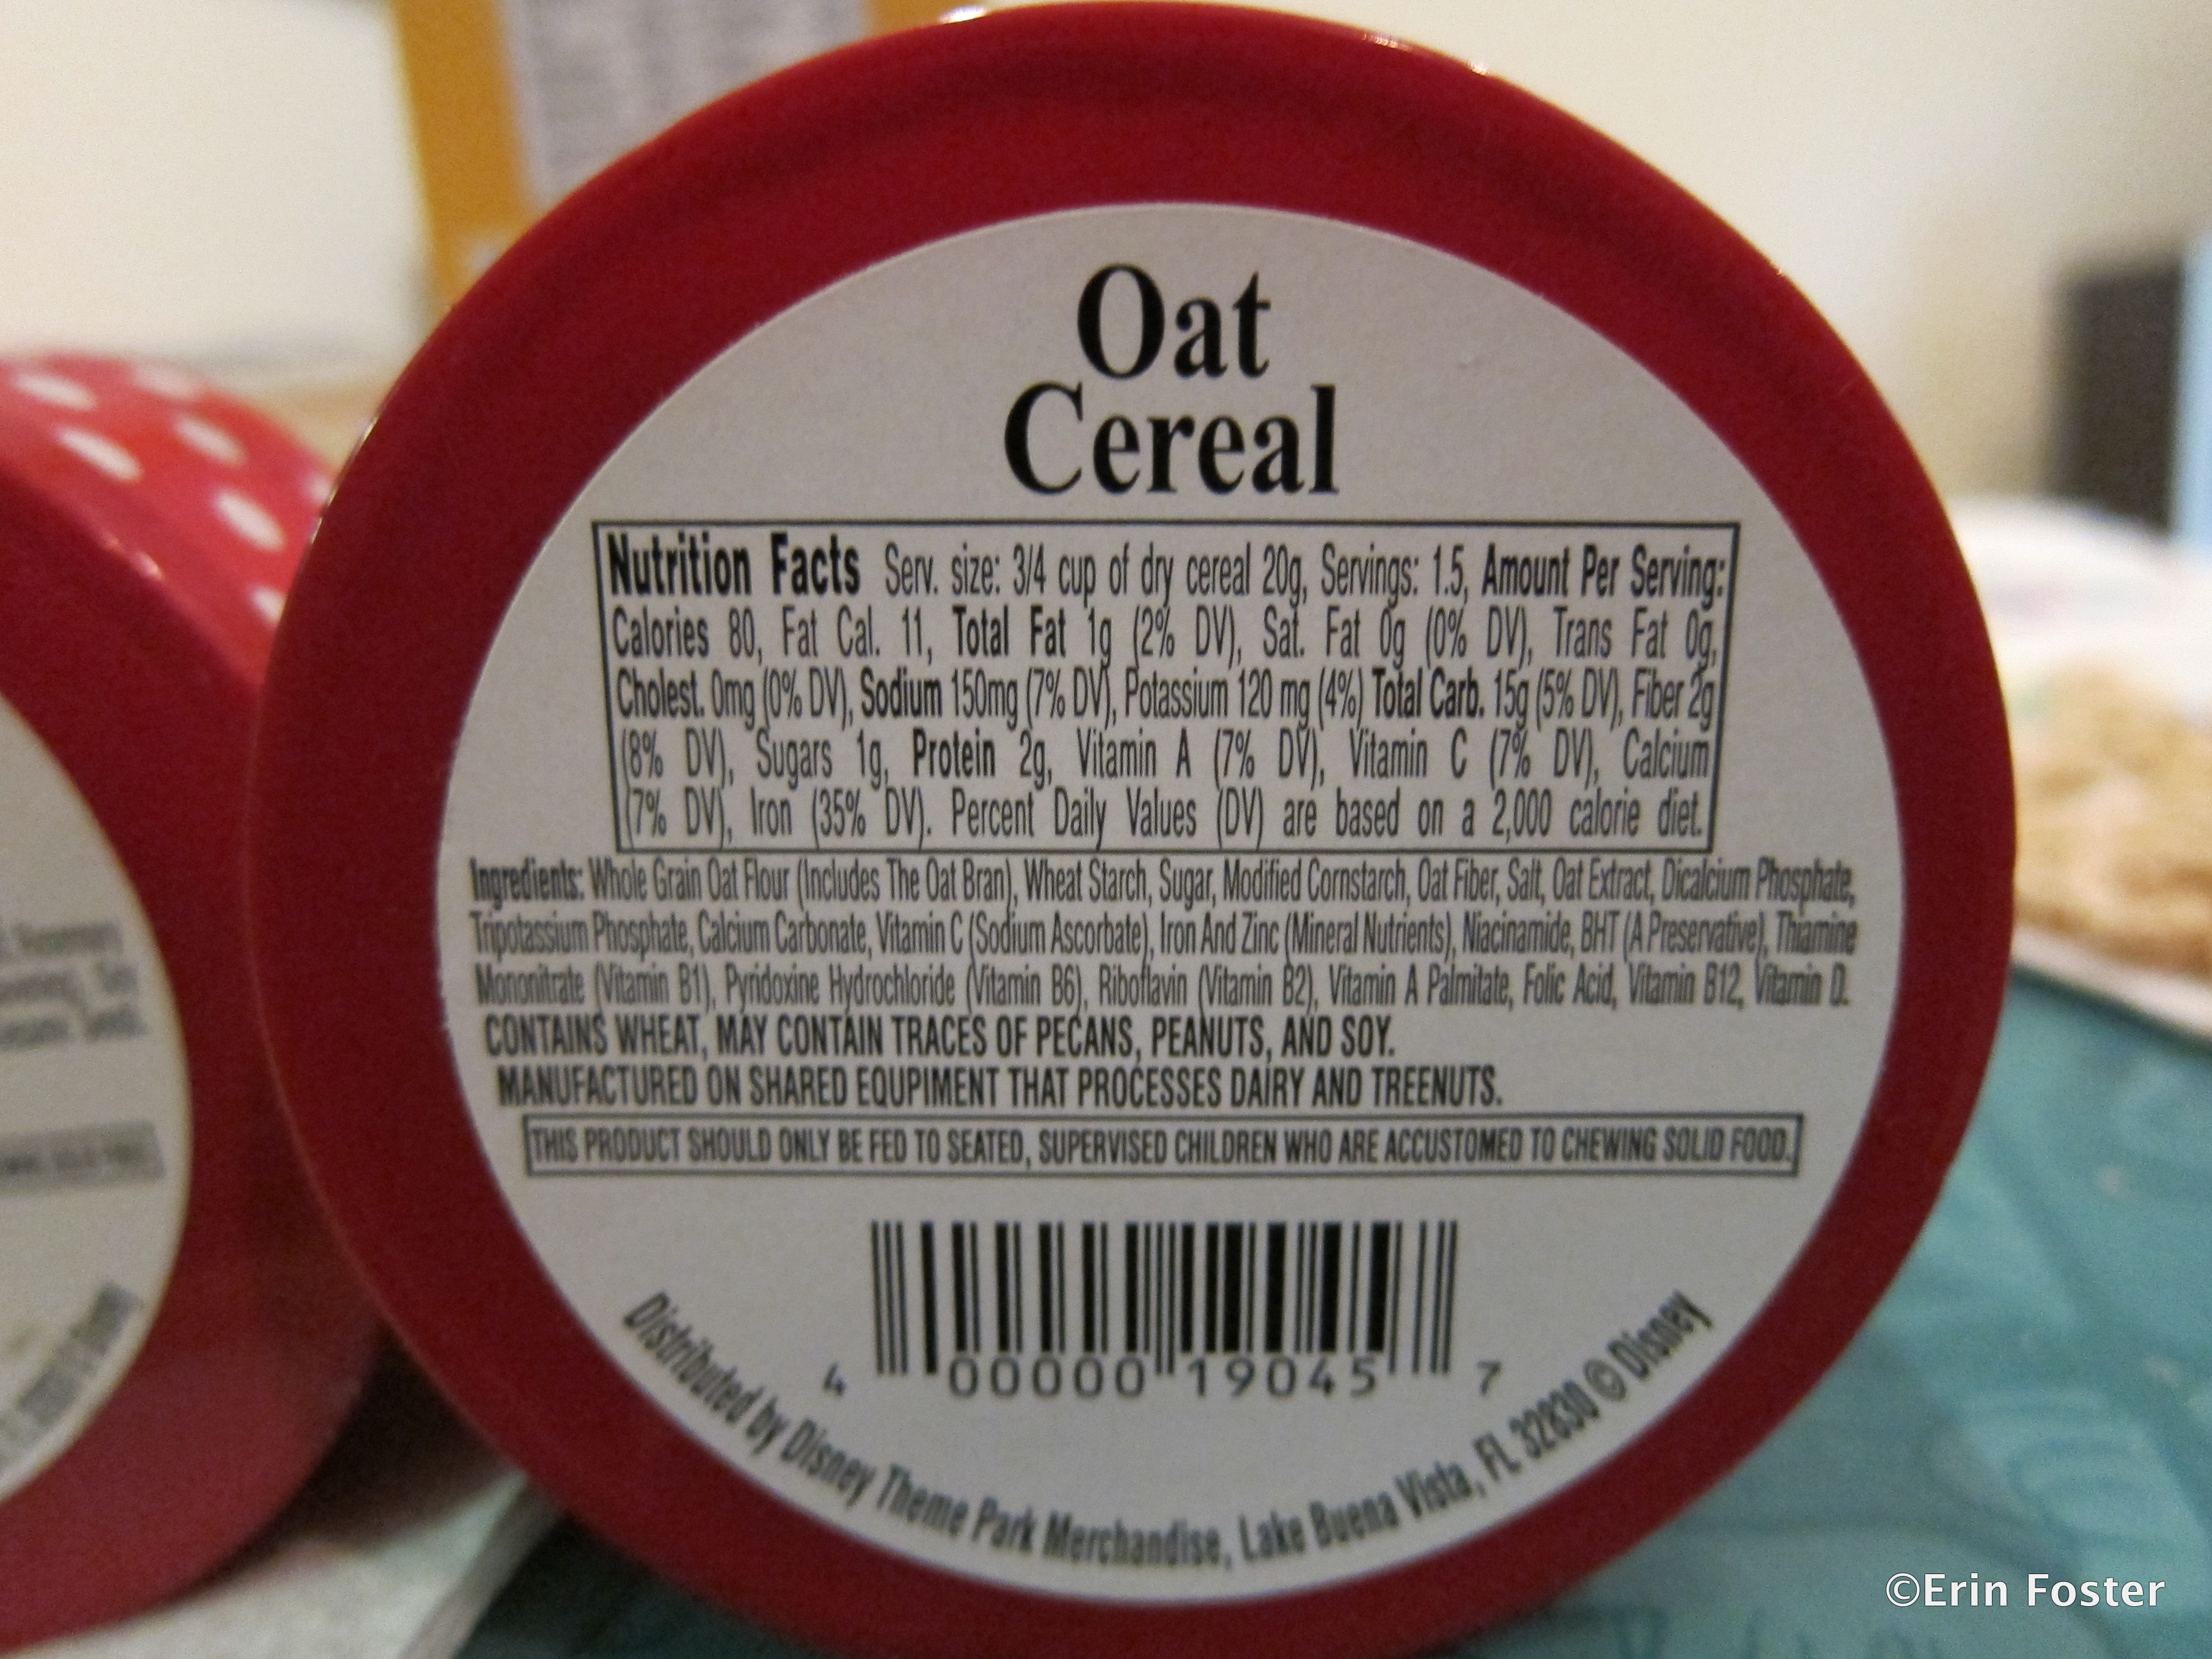 Oat
Cereal
Nutrition Facts Serv. size: 3/4 cup of dry cereal 20g, Servings: 1.5, Amount Per Serving:
Calories 80, Fat Cal. 11, Total Fat 1g (2% DV), Sat. Fat 0g (0% DV), Trans Fat 0g,
Cholest. 0mg (0% DV), Sodium 150mg (7% DV), Potassium 120 mg (4%) Total Carb. 15g (5% DV), Fiber 2g
(8% DV), Sugars 1g, Protein 2g, Vitamin A (7% DV), Vitamin C (7% DV), Calcium
(7% DV), Iron (35% DV). Percent Daily Values (DV) are based on a 2,000 calorie diet.
Ingredients: Whole Grain Oat Flour (Includes The Oat Bran), Wheat Starch, Sugar, Modified Cornstarch, Oat Fiber, Salt, Oat Extract, Dicalcium Phosphate,
Tripotassium Phosphate, Calcium Carbonate, Vitamin C (Sodium Ascorbate), Iron And Zinc (Mineral Nutrients), Niacinamide, BHT (A Preservative), Thiamine
Mononitrate (Vitamin B1), Pyridoxine Hydrochloride (Vitamin B6), Riboflavin (Vitamin B2), Vitamin A Palmitate, Folic Acid, Vitamin B12, Vitamin D.
CONTAINS WHEAT, MAY CONTAIN TRACES OF PECANS, PEANUTS, AND SOY.
MANUFACTURED ON SHARED EQUPIMENT THAT PROCESSES DAIRY AND TREENUTS.
THIS PRODUCT SHOULD ONLY BE FED TO SEATED, SUPERVISED CHILDREN WHO ARE ACCUSTOMED TO CHEWING SOLID FOOD.
4 00000 19045 7
Distributed by Disney Theme Park Merchandise, Lake Buena Vista, FL 32830 © Disney
©Erin Foster